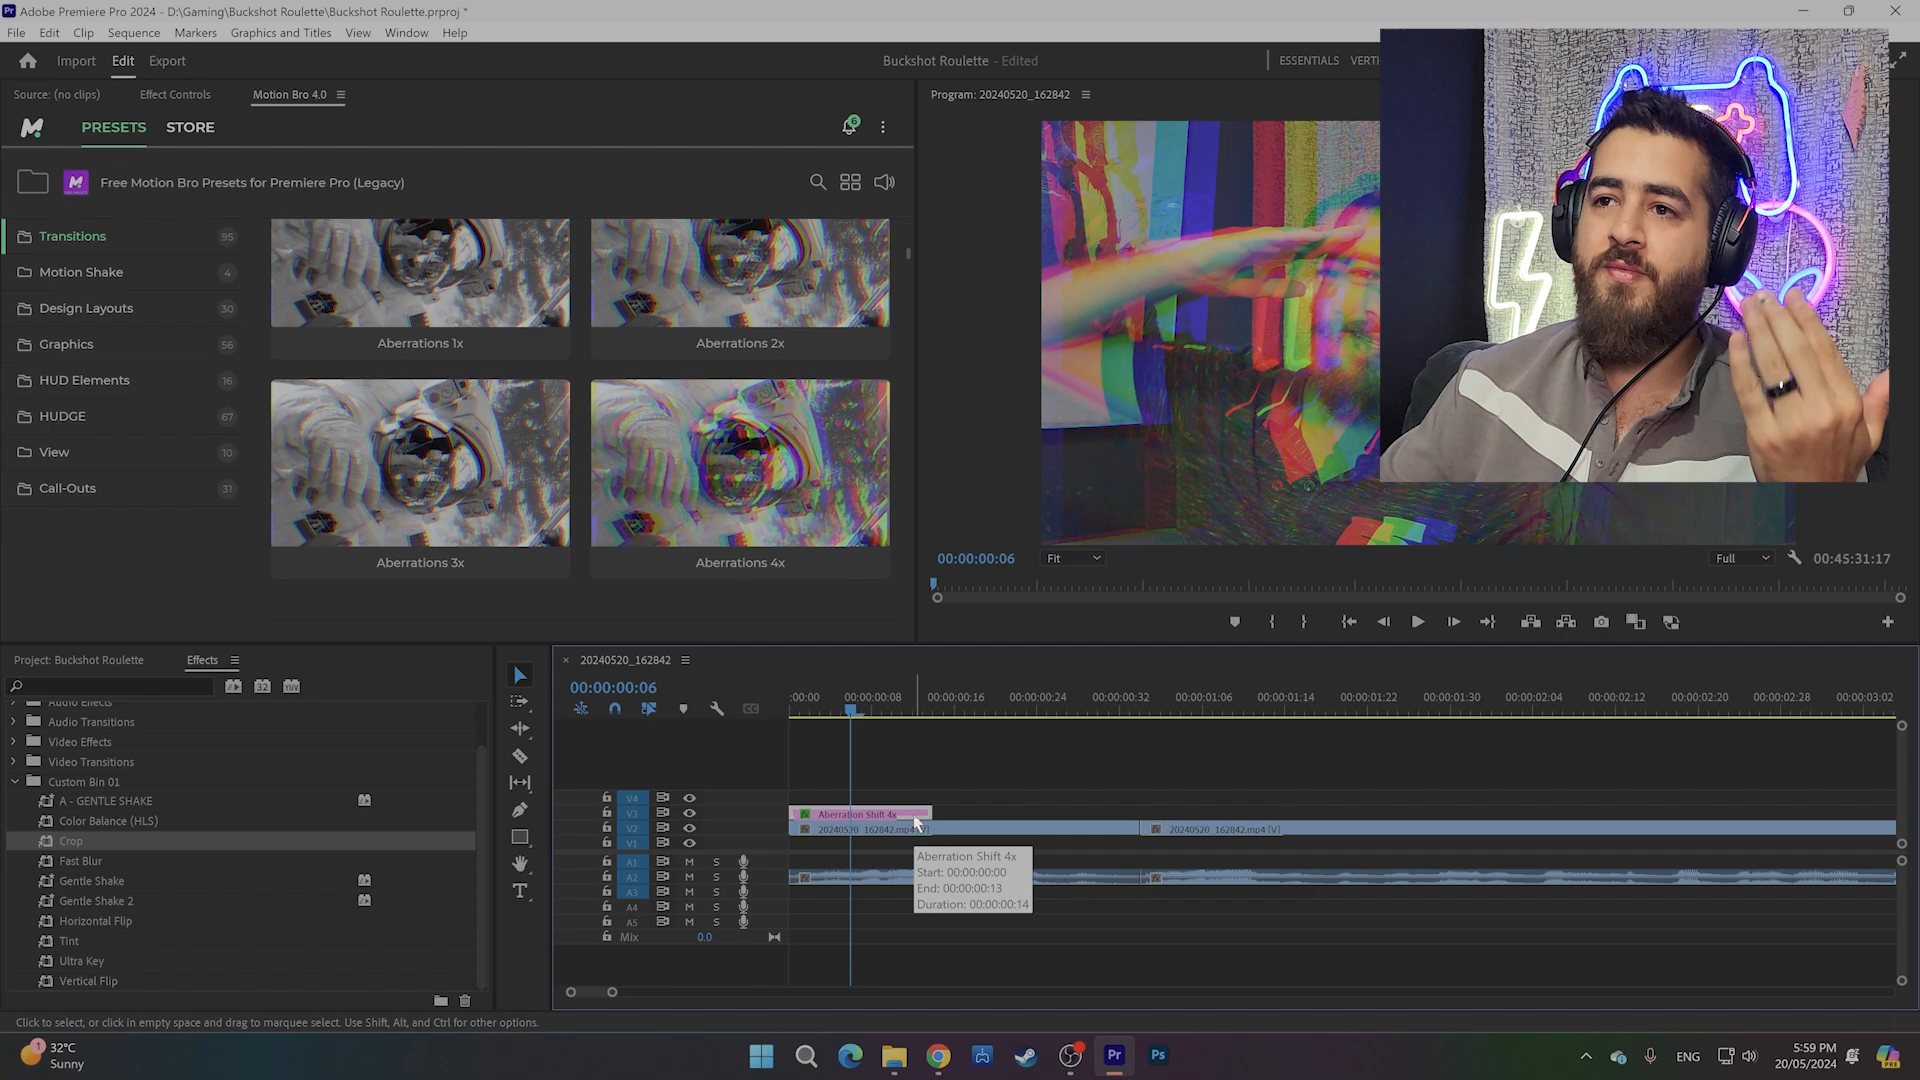 Adobe Premiere Pro 2024 - D:\Gaming\Buckshot Roulette\Buckshot Roulette.prproj *
File Edit Clip Sequence Markers Graphics and Titles View Window Help
Import Edit Export
Buckshot Roulette - Edited
ESSENTIALS VERTI
Source: (no clips) Effect Controls Motion Bro 4.0
Program: 20240520_162842
PRESETS STORE
6
Free Motion Bro Presets for Premiere Pro (Legacy)
Transitions 95
Motion Shake 4
Design Layouts 30
Graphics 56
HUD Elements 16
HUDGE 67
View 10
Call-Outs 31
Aberrations 1x
Aberrations 2x
Aberrations 3x
Aberrations 4x
00:00:00:06 Fit Full 00:45:31:17
Project: Buckshot Roulette Effects
32 YUV
Audio Effects
Audio Transitions
Video Effects
Video Transitions
Custom Bin 01
A - GENTLE SHAKE
Color Balance (HLS)
Crop
Fast Blur
Gentle Shake
Gentle Shake 2
Horizontal Flip
Tint
Ultra Key
Vertical Flip
20240520_162842
00:00:00:06
:00:00 00:00:00:08 00:00:00:16 00:00:00:24 00:00:00:32 00:00:01:06 00:00:01:14 00:00:01:22 00:00:01:30 00:00:02:04 00:00:02:12 00:00:02:20 00:00:02:28 00:00:03:02
V4
V3 Aberration Shift 4x
V2 20240520_162842.mp4 [V] 20240520_162842.mp4 [V]
V1
A1 M S
A2 M S
A3 M S
A4 M S
A5 M S
Mix 0.0
Aberration Shift 4x
Start: 00:00:00:00
End: 00:00:00:13
Duration: 00:00:00:14
Click to select, or click in empty space and drag to marquee select. Use Shift, Alt, and Ctrl for other options.
1
32°C
Sunny
Pr
Ps
ENG
5:59 PM
20/05/2024
PRE